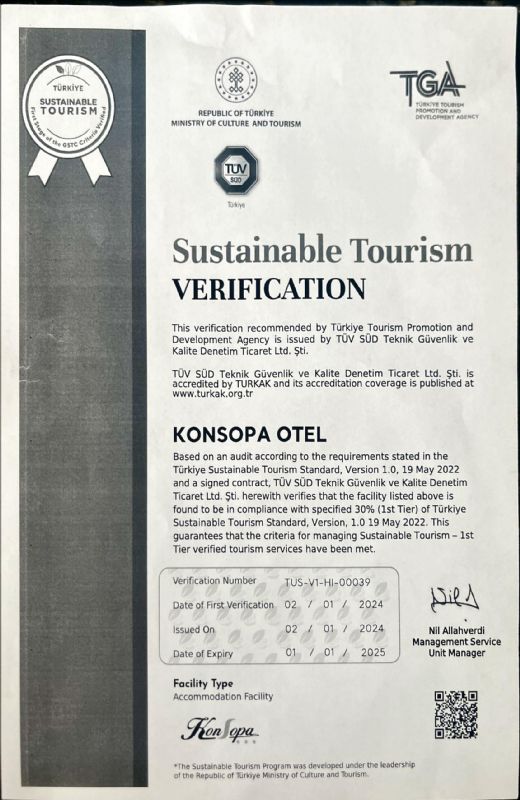 TÜRKİYE
SUSTAINABLE
TOURISM
First Stage of the GSTC Criteria Verified
REPUBLIC OF TÜRKİYE
MINISTRY OF CULTURE AND TOURISM
TGA
TÜRKİYE TOURISM
PROMOTION AND
DEVELOPMENT AGENCY
TÜV
SÜD
Türkiye
Sustainable Tourism
VERIFICATION
This verification recommended by Türkiye Tourism Promotion and
Development Agency is issued by TÜV SÜD Teknik Güvenlik ve
Kalite Denetim Ticaret Ltd. Şti.
TÜV SÜD Teknik Güvenlik ve Kalite Denetim Ticaret Ltd. Şti. is
accredited by TURKAK and its accreditation coverage is published at
www.turkak.org.tr
KONSOPA OTEL
Based on an audit according to the requirements stated in the
Türkiye Sustainable Tourism Standard, Version 1.0, 19 May 2022
and a signed contract, TÜV SÜD Teknik Güvenlik ve Kalite Denetim
Ticaret Ltd. Şti. herewith verifies that the facility listed above is
found to be in compliance with specified 30% (1st Tier) of Türkiye
Sustainable Tourism Standard, Version, 1.0 19 May 2022. This
guarantees that the criteria for managing Sustainable Tourism – 1st
Tier verified tourism services have been met.
Verification Number TUS-V1-HI-00039
Date of First Verification 02 / 01 / 2024
Issued On 02 / 01 / 2024
Date of Expiry 01 / 01 / 2025
Nil Allahverdi
Management Service
Unit Manager
Facility Type
Accommodation Facility
KonSopa
*The Sustainable Tourism Program was developed under the leadership
of the Republic of Türkiye Ministry of Culture and Tourism.